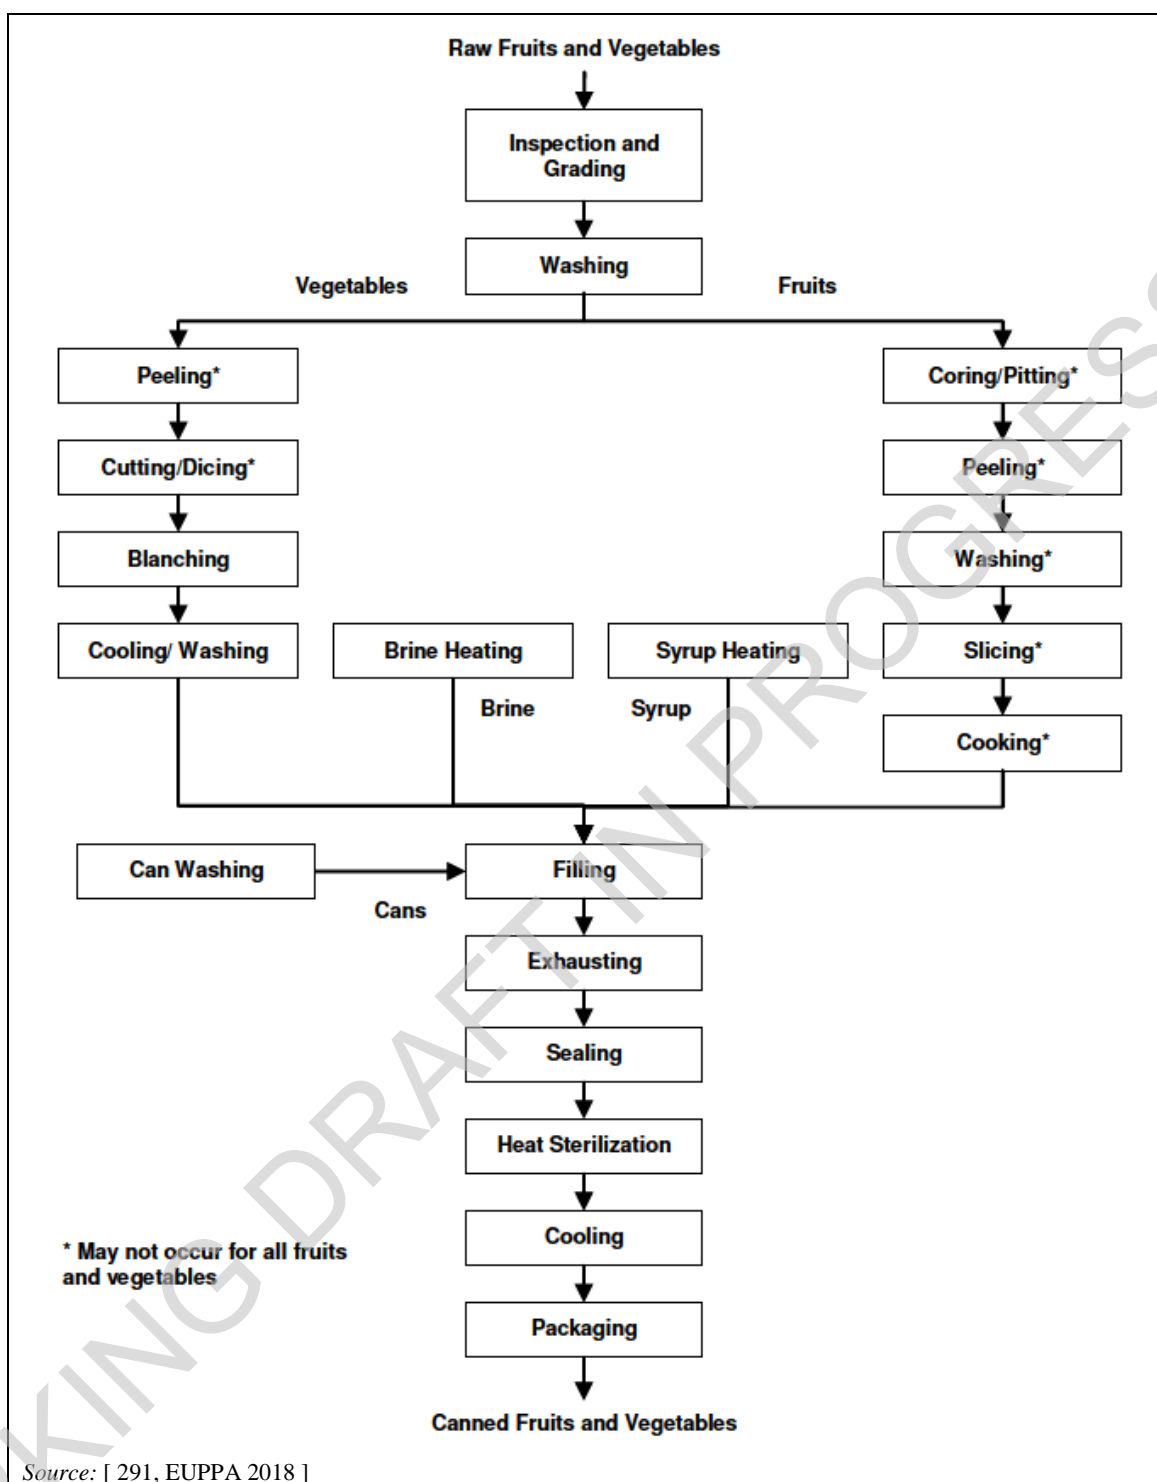 Raw Fruits and Vegetables
Inspection and
Grading
Washing
Vegetables
Fruits
Peeling*
Coring/Pitting*
Cutting/Dicing*
Peeling*
Blanching
Washing*
Cooling/ Washing
Brine Heating
Syrup Heating
Slicing*
Brine
Syrup
Cooking*
Can Washing
Filling
Cans
Exhausting
Sealing
Heat Sterilization
Cooling
* May not occur for all fruits
and vegetables
Packaging
Canned Fruits and Vegetables
Source: [ 291, EUPPA 2018 ]
KING DRAFT IN PROGRESS